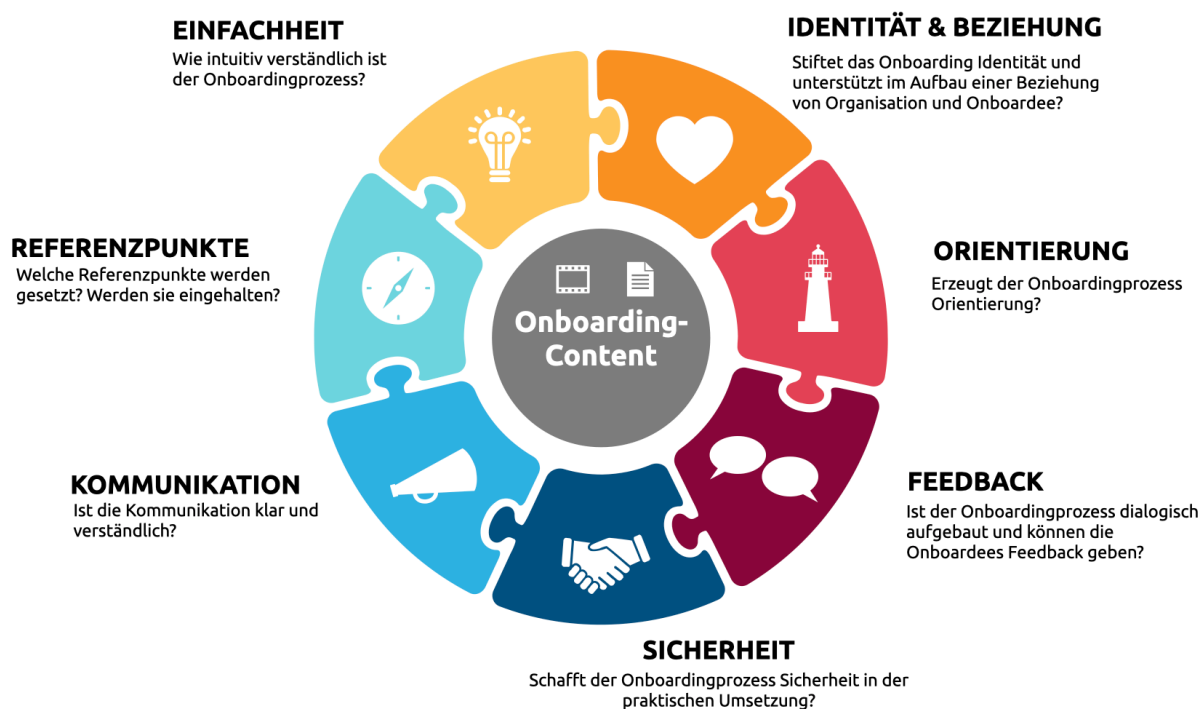 EINFACHHEIT
Wie intuitiv verständlich ist
der Onboardingprozess?
IDENTITÄT & BEZIEHUNG
Stiftet das Onboarding Identität und
unterstützt im Aufbau einer Beziehung
von Organisation und Onboardee?
REFERENZPUNKTE
Welche Referenzpunkte werden
gesetzt? Werden sie eingehalten?
Onboarding-
Content
ORIENTIERUNG
Erzeugt der Onboardingprozess
Orientierung?
KOMMUNIKATION
Ist die Kommunikation klar und
verständlich?
FEEDBACK
Ist der Onboardingprozess dialogisch
aufgebaut und können die
Onboardees Feedback geben?
SICHERHEIT
Schafft der Onboardingprozess Sicherheit in der
praktischen Umsetzung?